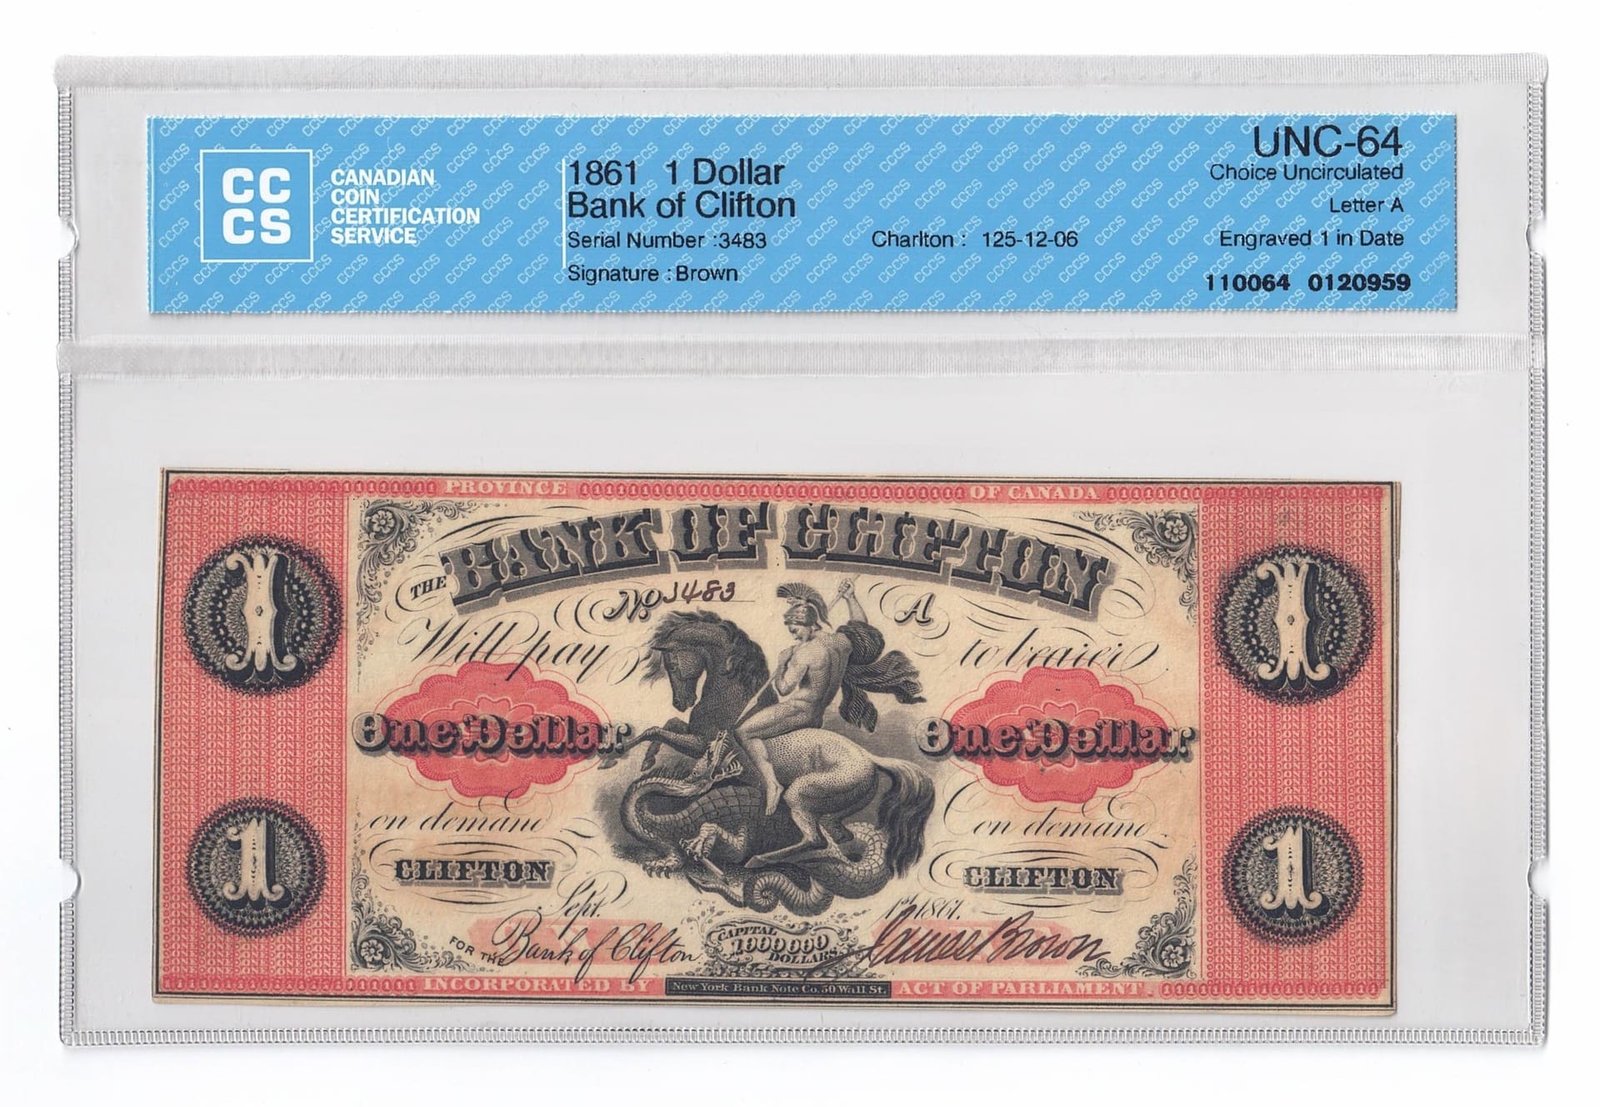 CC
CS
CANADIAN
COIN
CERTIFICATION
SERVICE
1861 1 Dollar
Bank of Clifton
Serial Number :3483
Signature : Brown
Charlton : 125-12-06
UNC-64
Choice Uncirculated
Letter A
Engraved 1 in Date
110064 0120959
PROVINCE OF CANADA
THE BANK OF CLIFTON
No 3483 A
Will pay to bearer
1 1
One Dollar One Dollar
on demand on demand
1 1
CLIFTON CLIFTON
Sept. 1st 1861.
FOR THE Bank of Clifton James Brown
CAPITAL
1000000
DOLLARS
INCORPORATED BY ACT OF PARLIAMENT
New York Bank Note Co. 50 Wall St.